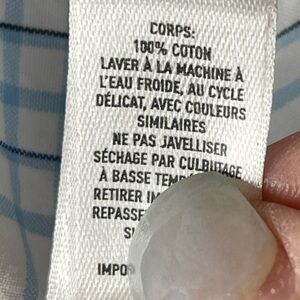 CORPS:
100% COTON
LAVER À LA MACHINE À
L'EAU FROIDE, AU CYCLE
DÉLICAT, AVEC COULEURS
SIMILAIRES
NE PAS JAVELLISER
SÉCHAGE PAR CULBUTAGE
À BASSE
RETIRER